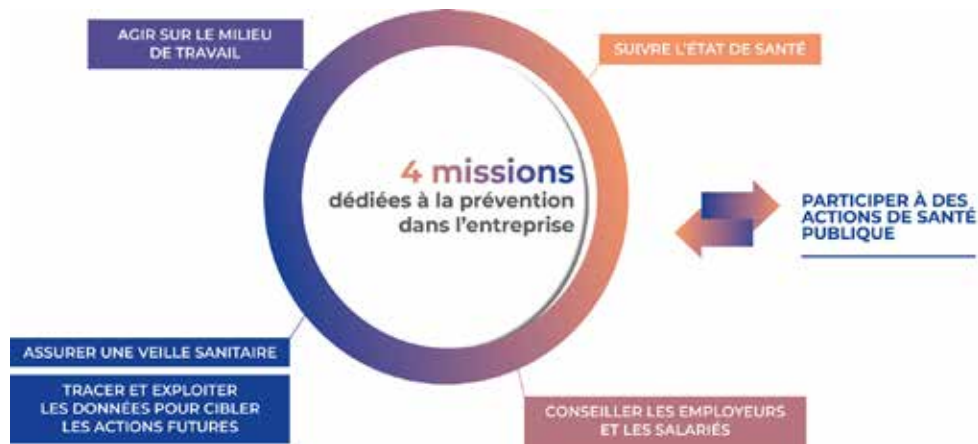 AGIR SUR LE MILIEU
DE TRAVAIL
SUIVRE L'ÉTAT DE SANTÉ
4 missions
dédiées à la prévention
dans l'entreprise
PARTICIPER À DES
ACTIONS DE SANTÉ
PUBLIQUE
ASSURER UNE VEILLE SANITAIRE
TRACER ET EXPLOITER
LES DONNÉES POUR CIBLER
LES ACTIONS FUTURES
CONSEILLER LES EMPLOYEURS
ET LES SALARIÉS